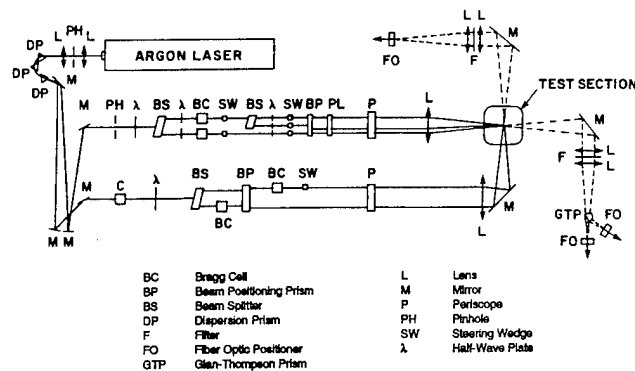 L PH L
DP
ARGON LASER
DP
M
DP
L L
M
FO
F
TEST SECTION
M PH λ BS λ BC SW BS λ SW BP PL P L
M
L
F
L
M C λ BS BP BC SW P
BC
M
L
GTP
FO
FO
M M
BC Bragg Cell
BP Beam Positioning Prism
BS Beam Splitter
DP Dispersion Prism
F Filter
FO Fiber Optic Positioner
GTP Glan-Thompson Prism
L Lens
M Mirror
P Periscope
PH Pinhole
SW Steering Wedge
λ Half-Wave Plate